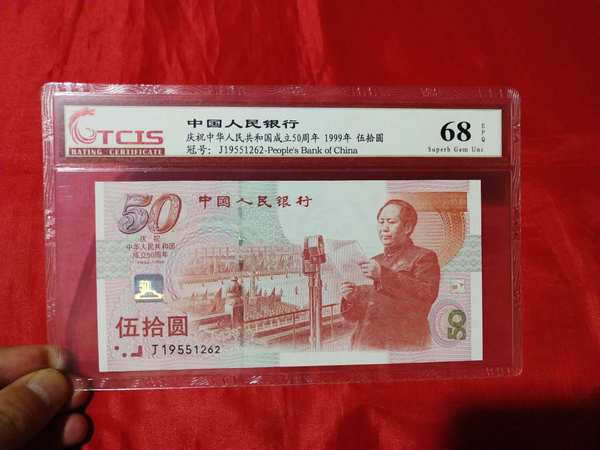 TCIS
RATING CERTIFICATE
中国人民银行
庆祝中华人民共和国成立50周年 1999年 伍拾圆
冠号：J19551262-People's Bank of China
68
EPQ
Superb Gem Unc
50
中国人民银行
庆祝
中华人民共和国
成立50周年
1949-1999
伍拾圆
J19551262
50